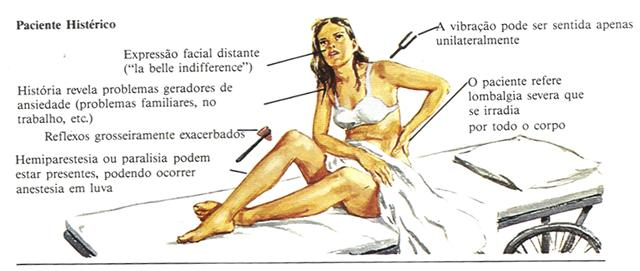 Paciente Histérico
Expressão facial distante
(“la belle indifference”)
História revela problemas geradores de
ansiedade (problemas familiares, no
trabalho, etc.)
Reflexos grosseiramente exacerbados
Hemiparestesia ou paralisia podem
estar presentes, podendo ocorrer
anestesia em luva
A vibração pode ser sentida apenas
unilateralmente
O paciente refere
lombalgia severa que
se irradia
por todo o corpo